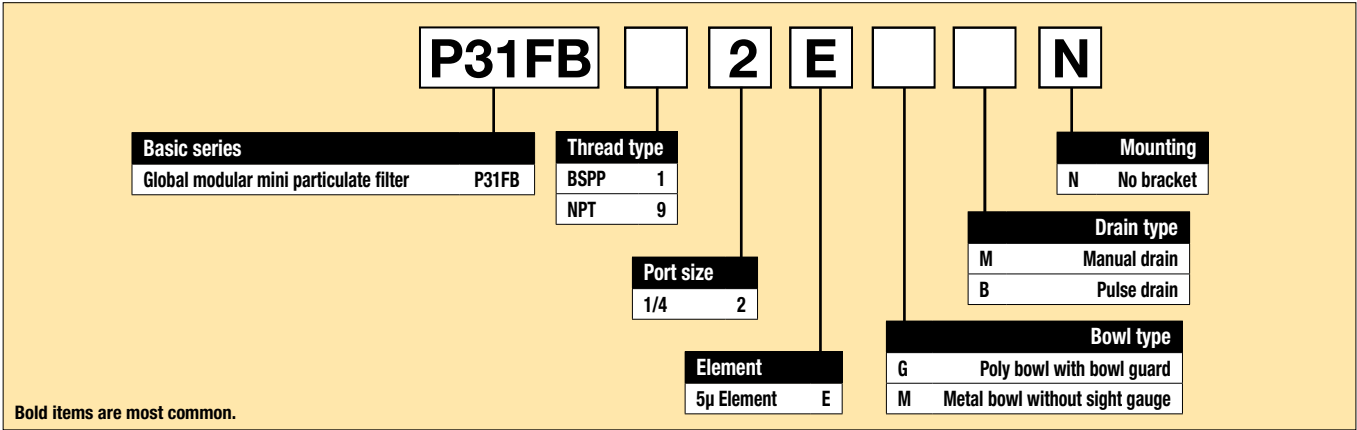 P31FB 2 E N
Basic series
Global modular mini particulate filter P31FB
Thread type
BSPP 1
NPT 9
Port size
1/4 2
Element
5µ Element E
Mounting
N No bracket
Drain type
M Manual drain
B Pulse drain
Bowl type
G Poly bowl with bowl guard
M Metal bowl without sight gauge
Bold items are most common.